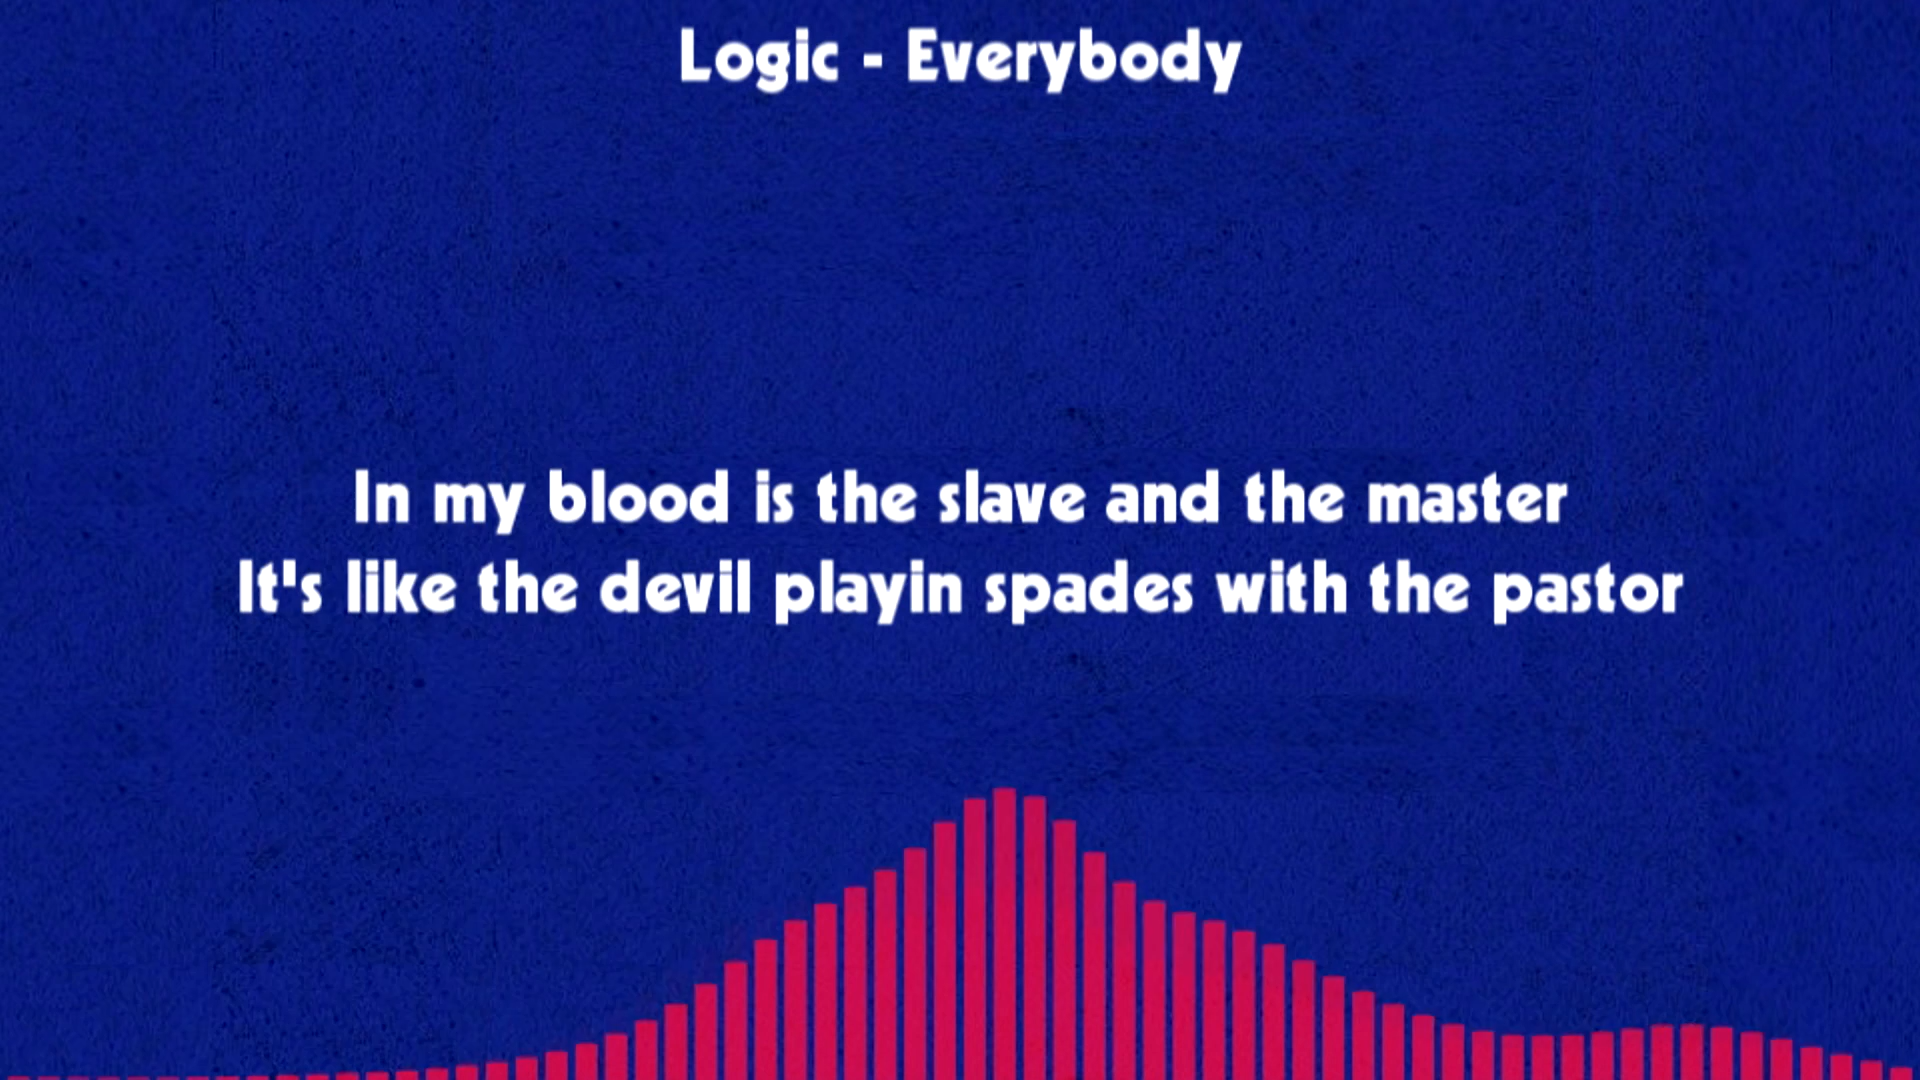 Logic - Everybody
In my blood is the slave and the master
It's like the devil playin spades with the pastor